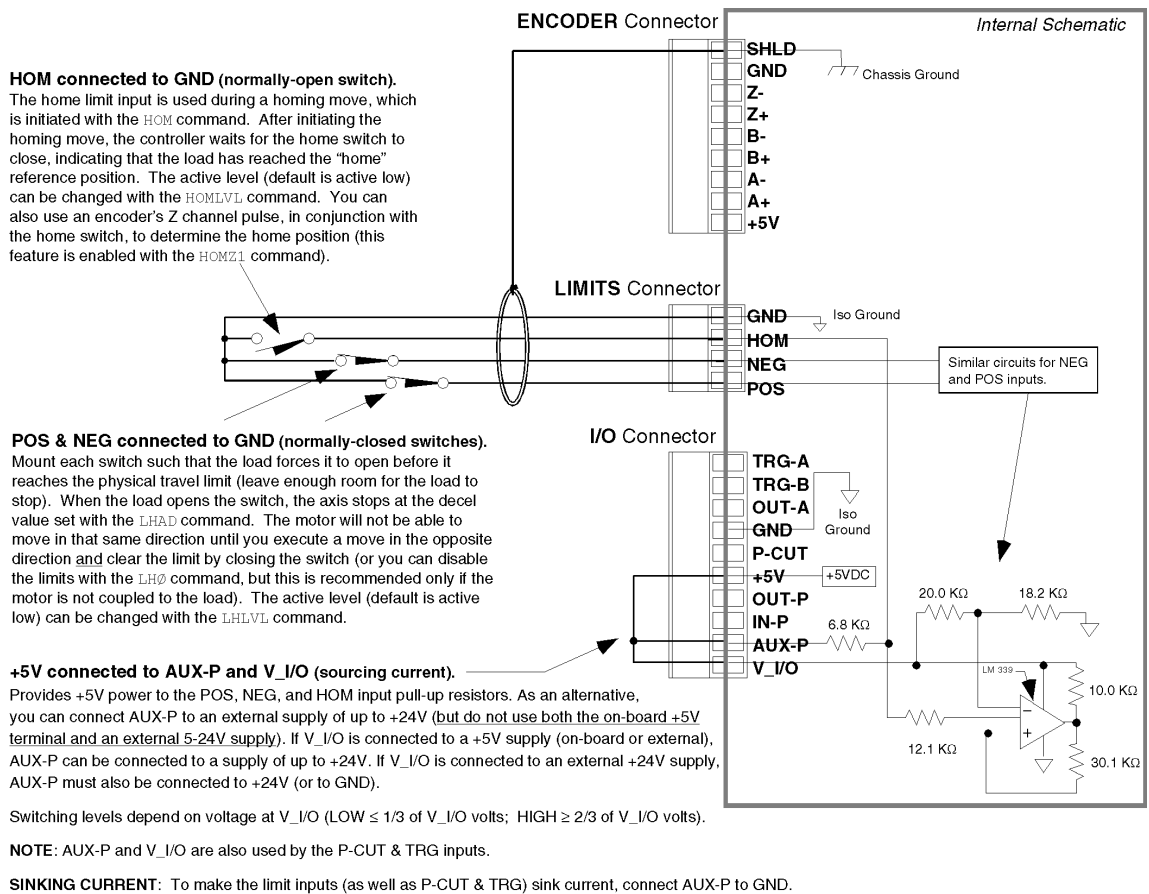 ENCODER Connector
Internal Schematic
SHLD
GND
Z-
Z+
B-
B+
A-
A+
+5V
Chassis Ground
HOM connected to GND (normally-open switch).
The home limit input is used during a homing move, which
is initiated with the HOM command.  After initiating the
homing move, the controller waits for the home switch to
close, indicating that the load has reached the “home”
reference position.  The active level (default is active low)
can be changed with the HOMLVL command.  You can
also use an encoder’s Z channel pulse, in conjunction with
the home switch, to determine the home position (this
feature is enabled with the HOMZ1 command).
LIMITS Connector
GND
HOM
NEG
POS
Iso Ground
Similar circuits for NEG
and POS inputs.
POS & NEG connected to GND (normally-closed switches).
Mount each switch such that the load forces it to open before it
reaches the physical travel limit (leave enough room for the load to
stop).  When the load opens the switch, the axis stops at the decel
value set with the LHAD command.  The motor will not be able to
move in that same direction until you execute a move in the opposite
direction and clear the limit by closing the switch (or you can disable
the limits with the LHØ command, but this is recommended only if the
motor is not coupled to the load).  The active level (default is active
low) can be changed with the LHLVL command.
I/O Connector
TRG-A
TRG-B
OUT-A
GND
P-CUT
+5V
OUT-P
IN-P
AUX-P
V_I/O
Iso
Ground
+5VDC
6.8 KΩ
20.0 KΩ
18.2 KΩ
LM 339
10.0 KΩ
12.1 KΩ
30.1 KΩ
−
+
+5V connected to AUX-P and V_I/O (sourcing current).
Provides +5V power to the POS, NEG, and HOM input pull-up resistors. As an alternative,
you can connect AUX-P to an external supply of up to +24V (but do not use both the on-board +5V
terminal and an external 5-24V supply). If V_I/O is connected to a +5V supply (on-board or external),
AUX-P can be connected to a supply of up to +24V. If V_I/O is connected to an external +24V supply,
AUX-P must also be connected to +24V (or to GND).
Switching levels depend on voltage at V_I/O (LOW ≤ 1/3 of V_I/O volts;  HIGH ≥ 2/3 of V_I/O volts).
NOTE: AUX-P and V_I/O are also used by the P-CUT & TRG inputs.
SINKING CURRENT:  To make the limit inputs (as well as P-CUT & TRG) sink current, connect AUX-P to GND.